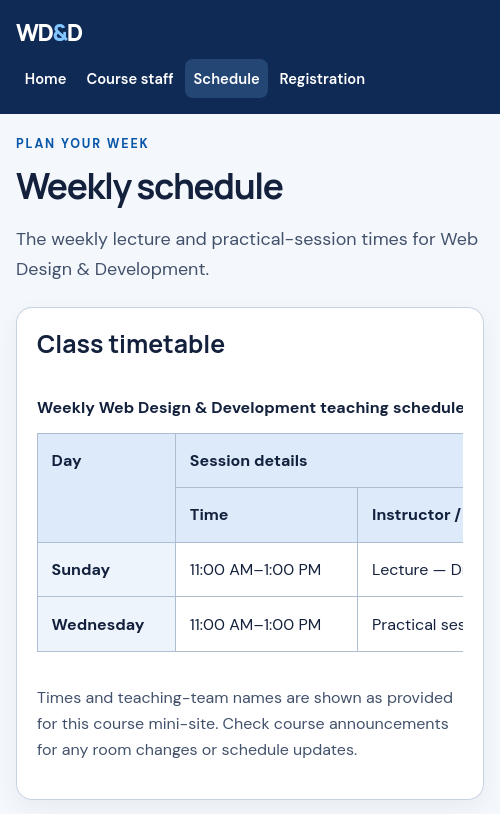 WD&D
Home Course staff Schedule Registration
PLAN YOUR WEEK
Weekly schedule
The weekly lecture and practical-session times for Web
Design & Development.
Class timetable
Weekly Web Design & Development teaching schedule
Day Session details
Time Instructor /
Sunday 11:00 AM–1:00 PM Lecture —
Wednesday 11:00 AM–1:00 PM Practical
Times and teaching-team names are shown as provided
for this course mini-site. Check course announcements
for any room changes or schedule updates.